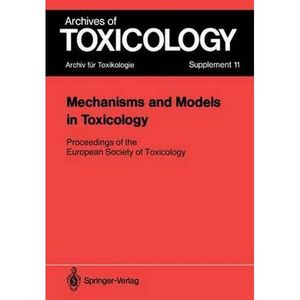 Archives of
TOXICOLOGY
Archiv für Toxikologie
Supplement 11
Mechanisms and Models
in Toxicology
Proceedings of the
European Society of Toxicology
Springer-Verlag